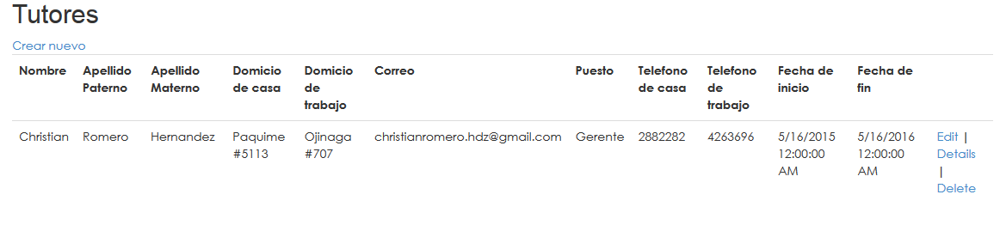 Tutores
Crear nuevo
Nombre Apellido Paterno Apellido Materno Domicio de casa Domicio de trabajo Correo Puesto Telefono de casa Telefono de trabajo Fecha de inicio Fecha de fin
Christian Romero Hernandez Paquime #5113 Ojinaga #707 christianromero.hdz@gmail.com Gerente 2882282 4263696 5/16/2015 12:00:00 AM 5/16/2016 12:00:00 AM Edit | Details | Delete